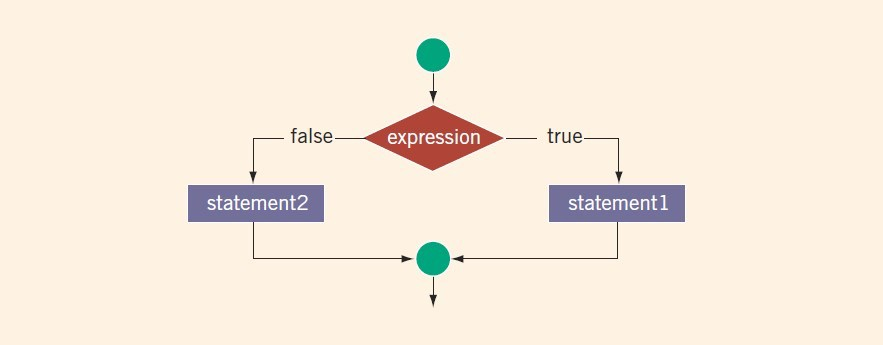 false
expression
true
statement2
statement1